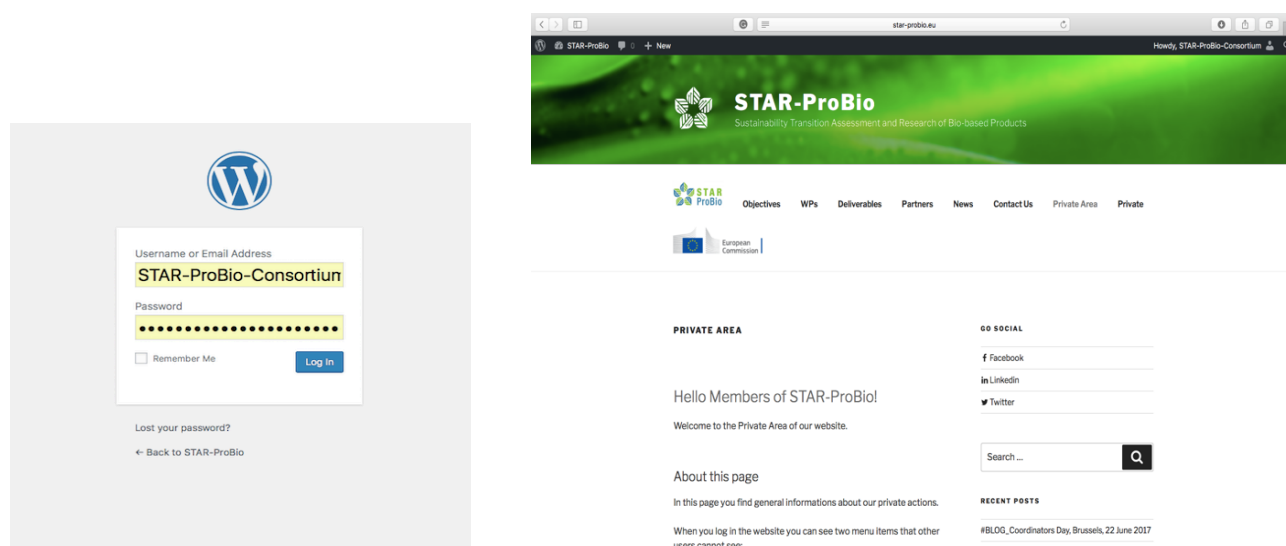 Username or Email Address
STAR-ProBio-Consortium
Password
Remember Me
Log In
Lost your password?
← Back to STAR-ProBio
star-probio.eu
STAR-ProBio 0 + New
Howdy, STAR-ProBio-Consortium
STAR-ProBio
Sustainability Transition Assessment and Research of Bio-based Products
STAR
ProBio
Objectives WPs Deliverables Partners News Contact Us Private Area Private
European
Commission
PRIVATE AREA
Hello Members of STAR-ProBio!
Welcome to the Private Area of our website.
About this page
In this page you find general informations about our private actions.
When you log in the website you can see two menu items that other
users cannot see:
GO SOCIAL
Facebook
in Linkedin
Twitter
Search ...
RECENT POSTS
#BLOG_Coordinators Day, Brussels, 22 June 2017